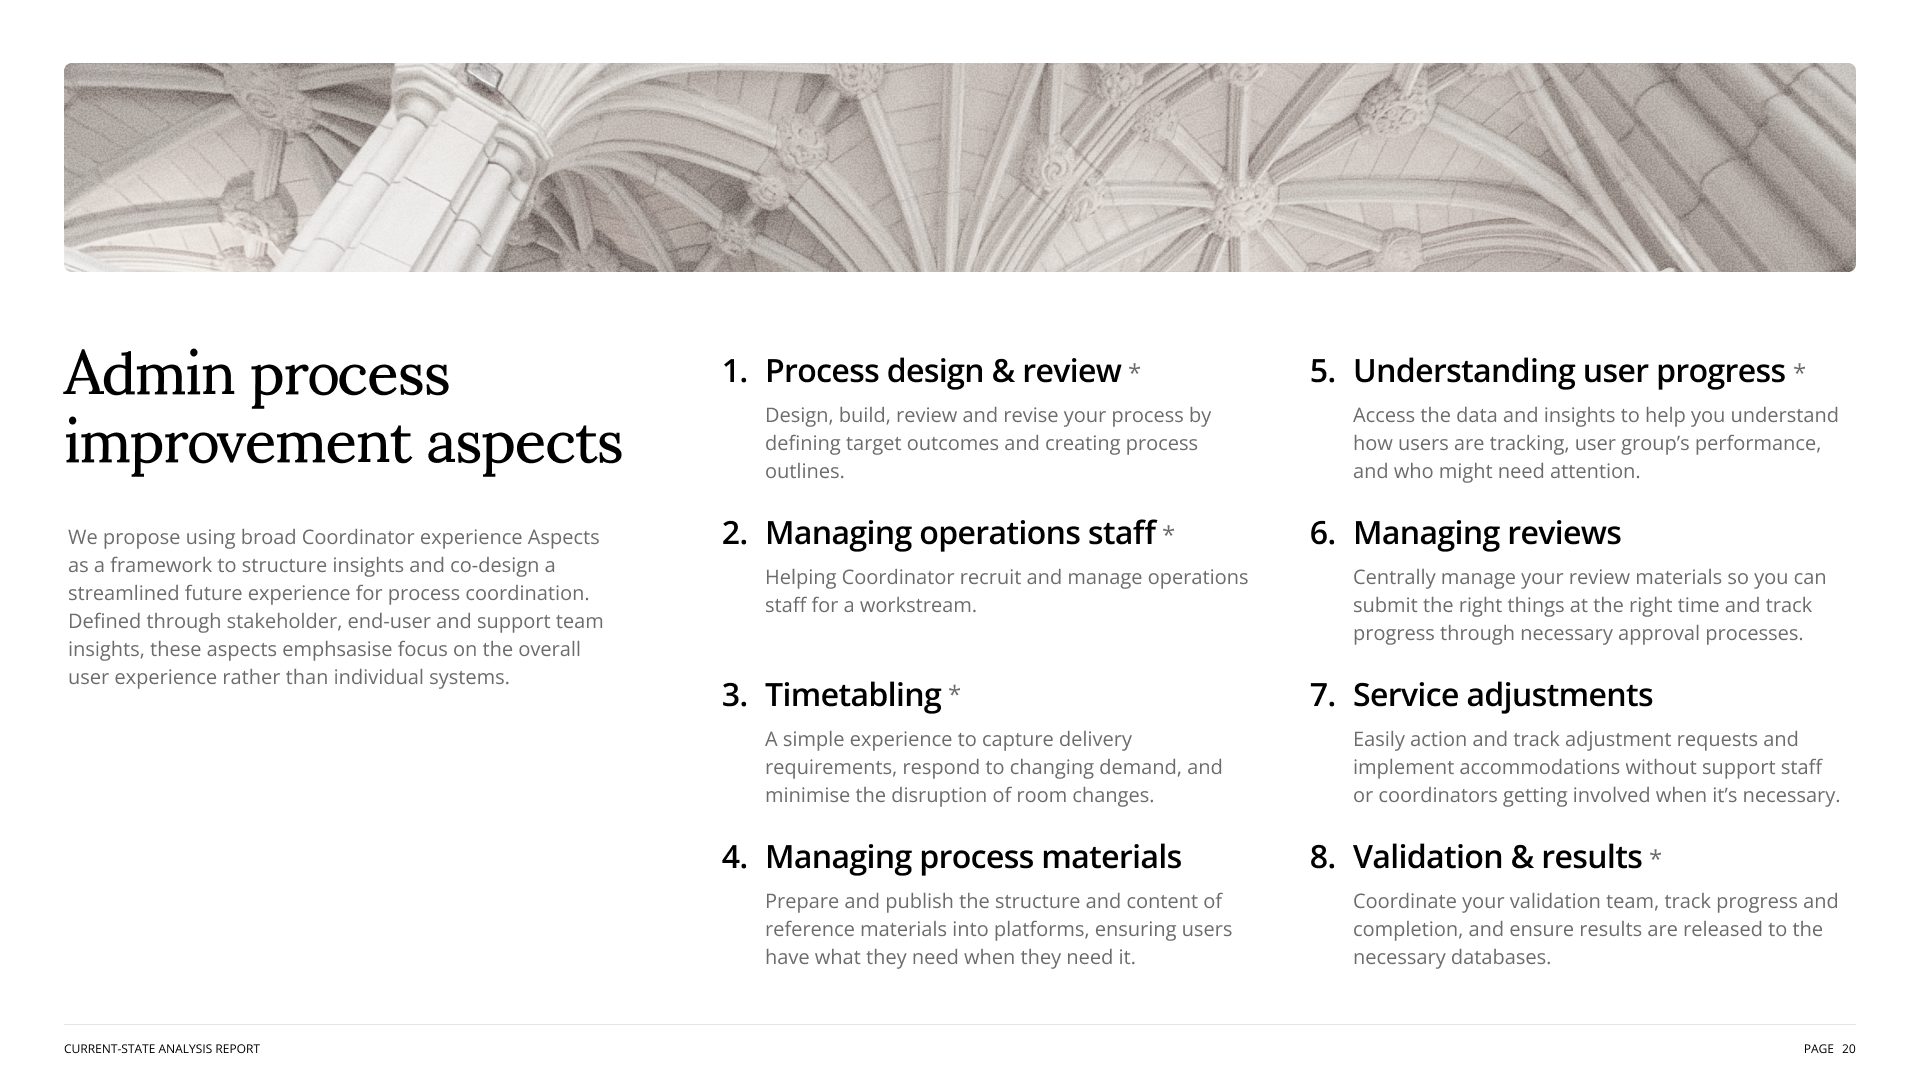 Admin process
improvement aspects
We propose using broad Coordinator experience Aspects
as a framework to structure insights and co-design a
streamlined future experience for process coordination.
Defined through stakeholder, end-user and support team
insights, these aspects emphsasise focus on the overall
user experience rather than individual systems.
1. Process design & review *
Design, build, review and revise your process by
defining target outcomes and creating process
outlines.
2. Managing operations staff *
Helping Coordinator recruit and manage operations
staff for a workstream.
3. Timetabling *
A simple experience to capture delivery
requirements, respond to changing demand, and
minimise the disruption of room changes.
4. Managing process materials
Prepare and publish the structure and content of
reference materials into platforms, ensuring users
have what they need when they need it.
5. Understanding user progress *
Access the data and insights to help you understand
how users are tracking, user group’s performance,
and who might need attention.
6. Managing reviews
Centrally manage your review materials so you can
submit the right things at the right time and track
progress through necessary approval processes.
7. Service adjustments
Easily action and track adjustment requests and
implement accommodations without support staff
or coordinators getting involved when it’s necessary.
8. Validation & results *
Coordinate your validation team, track progress and
completion, and ensure results are released to the
necessary databases.
CURRENT-STATE ANALYSIS REPORT
PAGE 20